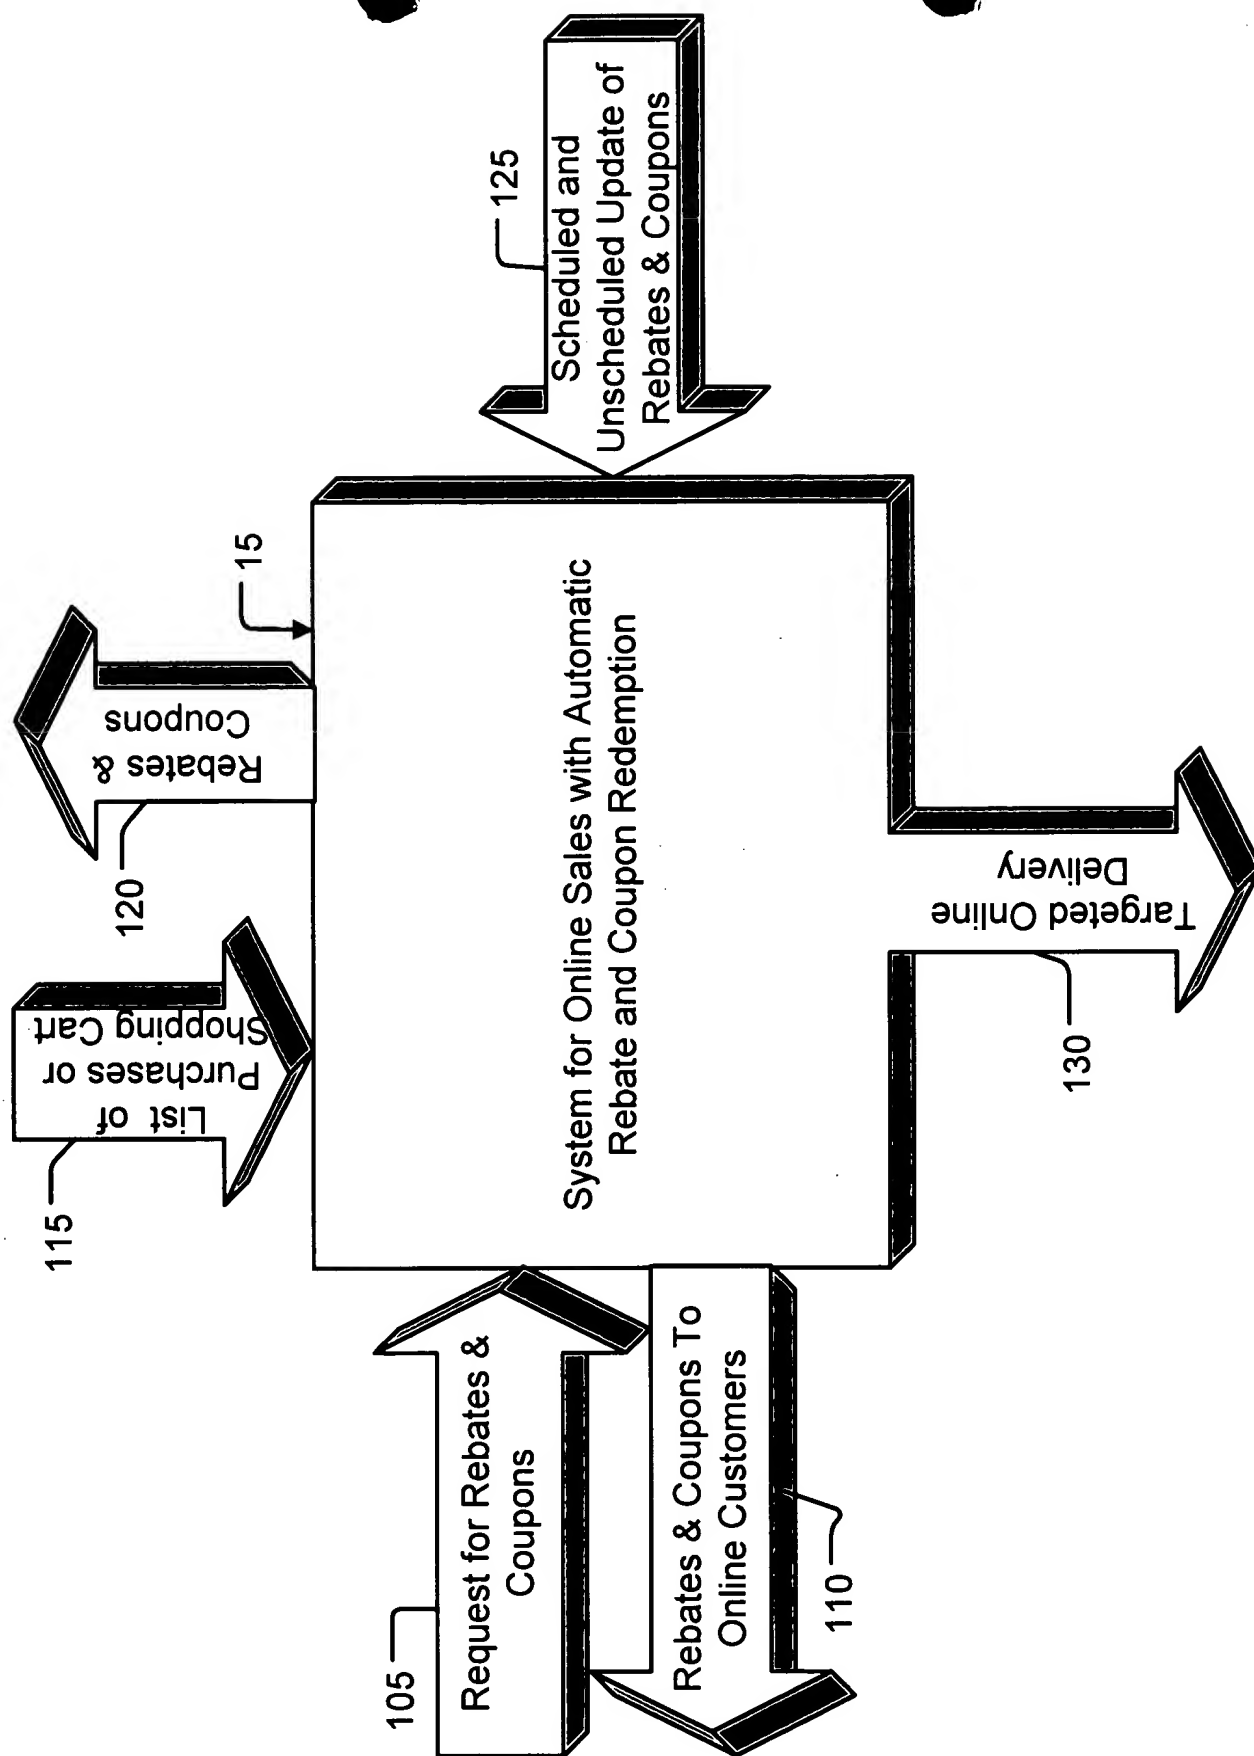 115
List of
Purchases or
Shopping Cart
120
Rebates &
Coupons
15
105
Request for Rebates &
Coupons
System for Online Sales with Automatic
Rebate and Coupon Redemption
125
Scheduled and
Unscheduled Update of
Rebates & Coupons
Rebates & Coupons To
Online Customers
110
130
Targeted Online
Delivery